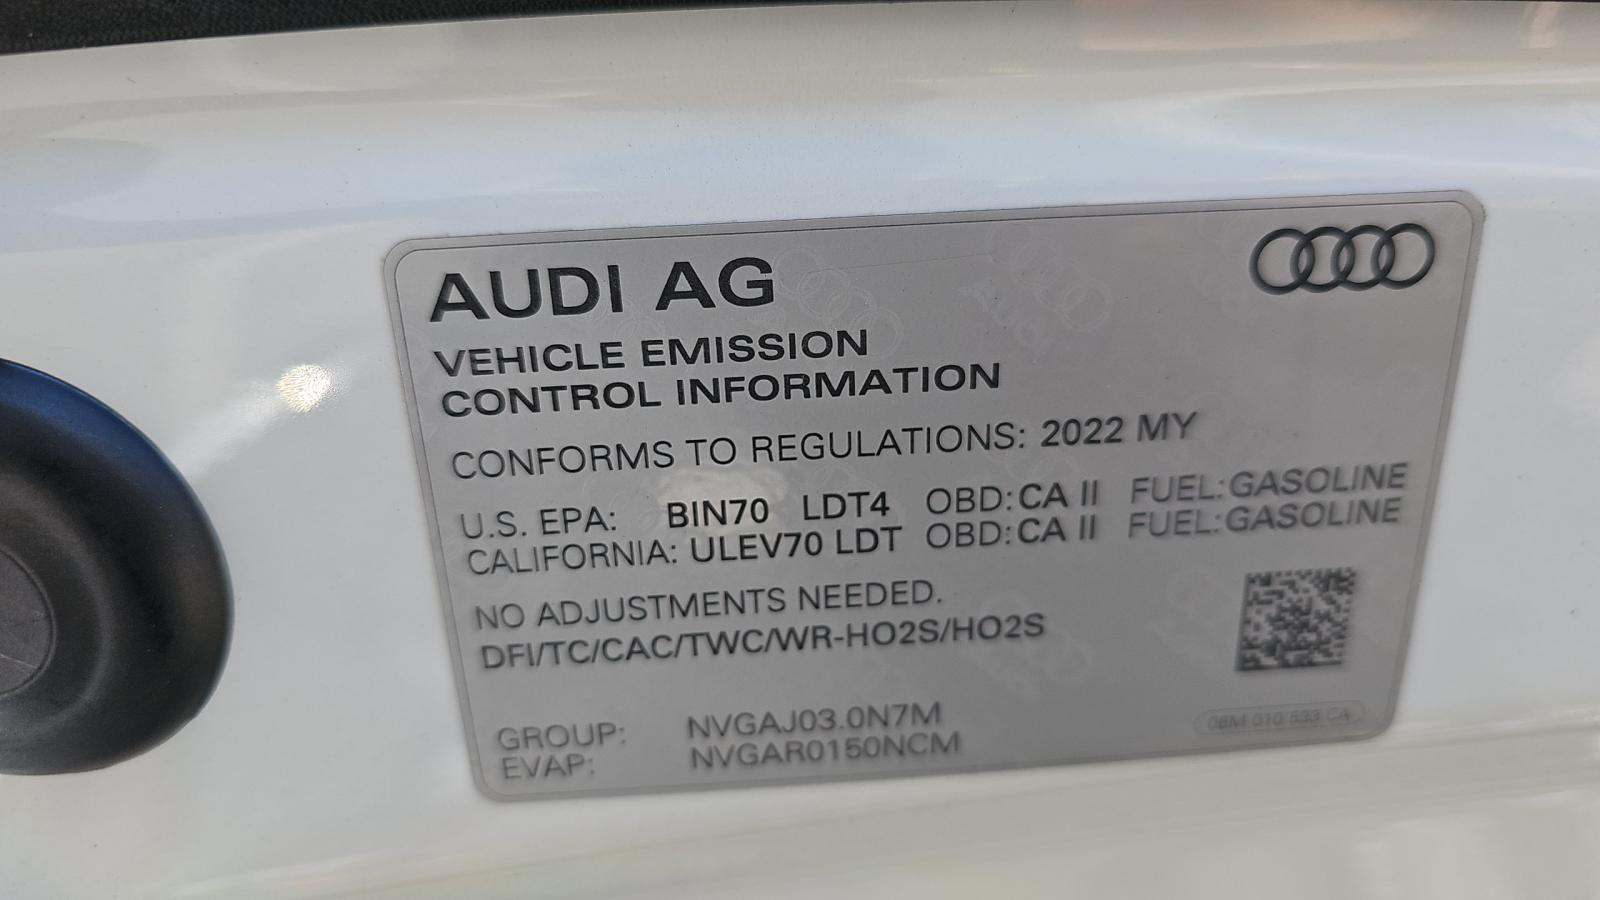 AUDI AG
VEHICLE EMISSION
CONTROL INFORMATION
CONFORMS TO REGULATIONS: 2022 MY
U.S. EPA: BIN70 LDT4 OBD: CA II FUEL: GASOLINE
CALIFORNIA: ULEV70 LDT OBD: CA II FUEL: GASOLINE
NO ADJUSTMENTS NEEDED.
DFI/TC/CAC/TWC/WR-HO2S/HO2S
GROUP: NVGAJ03.0N7M
EVAP: NVGAR0150NCM